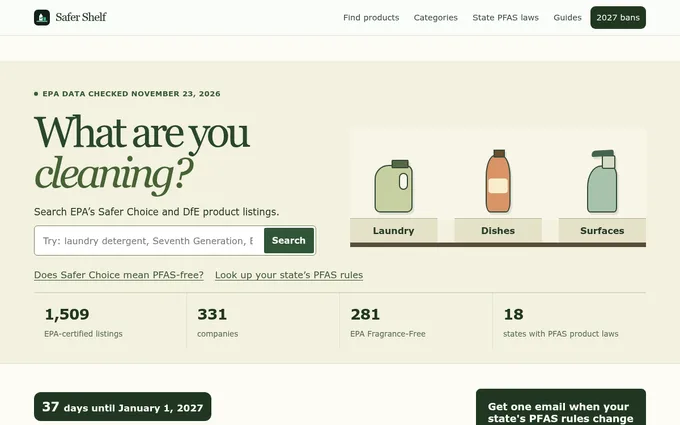 Safer Shelf
Find products
Categories
State PFAS laws
Guides
2027 bans
EPA DATA CHECKED NOVEMBER 23, 2026
What are you
cleaning?
Search EPA's Safer Choice and DfE product listings.
Try: laundry detergent, Seventh Generation,
Search
Does Safer Choice mean PFAS-free?
Look up your state's PFAS rules
Laundry
Dishes
Surfaces
1,509
EPA-certified listings
331
companies
281
EPA Fragrance-Free
18
states with PFAS product laws
37 days until January 1, 2027
Get one email when your
state's PFAS rules change